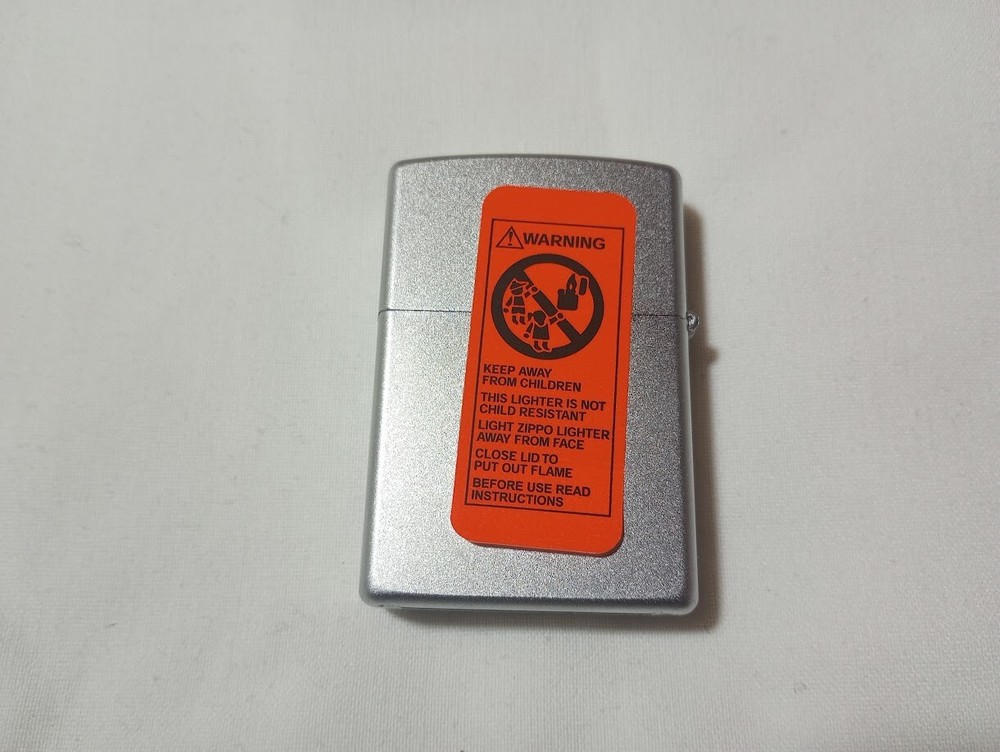 WARNING
KEEP AWAY
FROM CHILDREN
THIS LIGHTER IS NOT
CHILD RESISTANT
LIGHT ZIPPO LIGHTER
AWAY FROM FACE
CLOSE LID TO
PUT OUT FLAME
BEFORE USE READ
INSTRUCTIONS